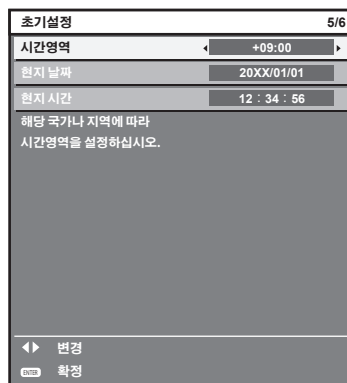 초기설정 5/6
시간영역 +09:00
현지 날짜 20XX/01/01
현지 시간 12 : 34 : 56
해당 국가나 지역에 따라
시간영역을 설정하십시오.
변경
ENTER 확정